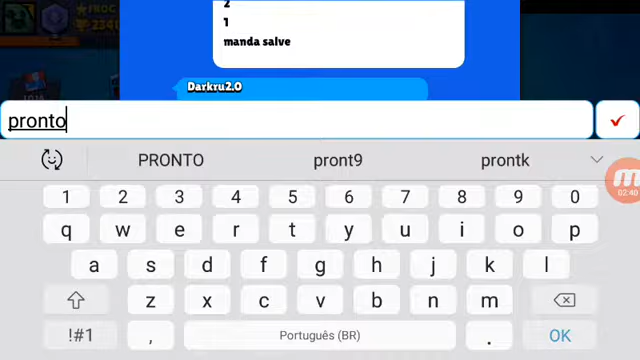 2
1
manda salve
Darkru2.0
pronto
PRONTO pront9 prontk
02:40
1 2 3 4 5 6 7 8 9 0
q w e r t y u i o p
a s d f g h j k l
z x c v b n m
!#1 , Português (BR) . OK